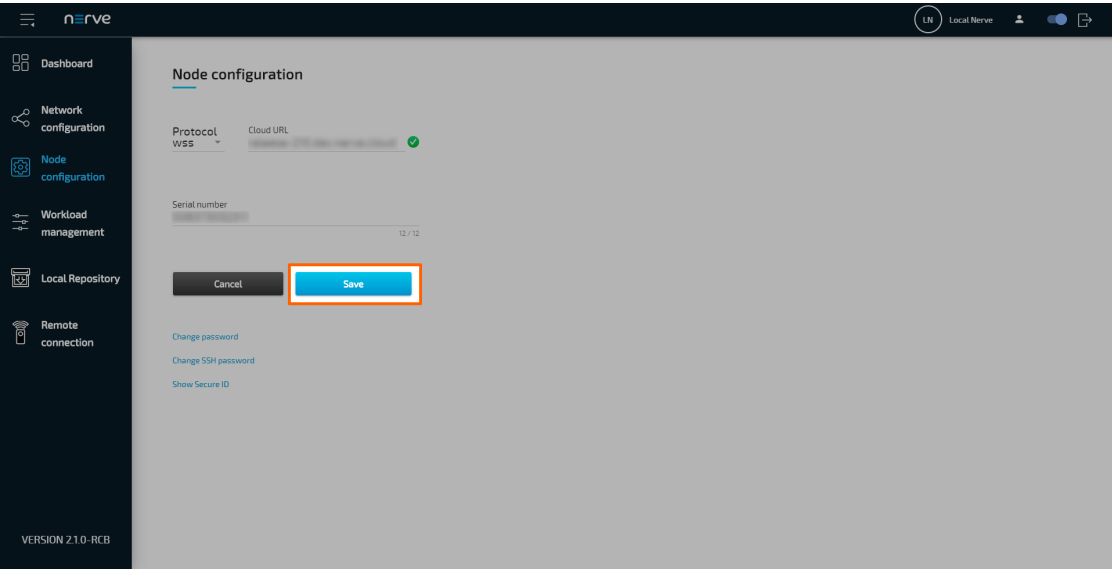 nerve
LN Local Nerve
Dashboard
Network
configuration
Node
configuration
Workload
management
Local Repository
Remote
connection
VERSION 2.1.0-RCB
Node configuration
Protocol
wss
Cloud URL
Serial number
12 / 12
Cancel
Save
Change password
Change SSH password
Show Secure ID